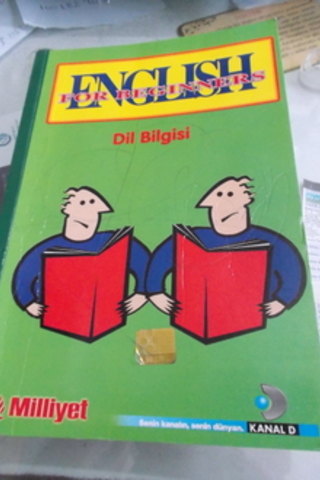 ENGLISH
FOR BEGINNERS
Dil Bilgisi
Milliyet
Senin kanalın, senin dünyan.
KANAL D